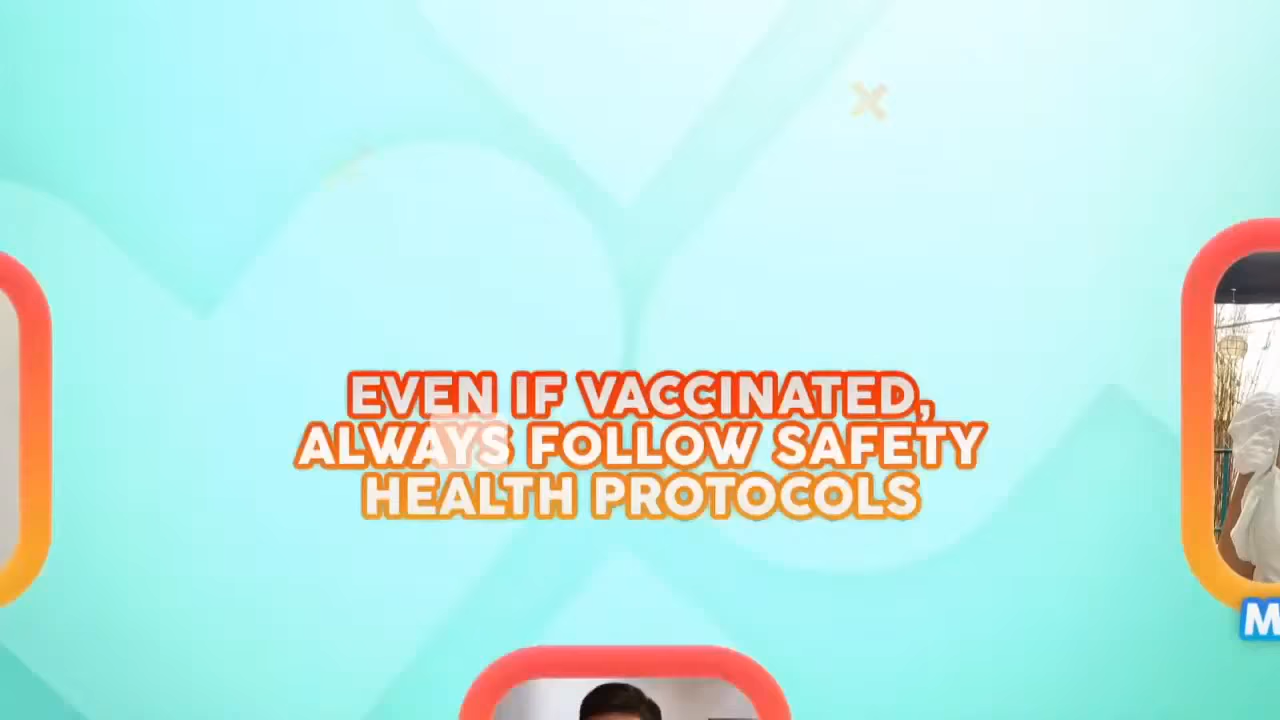 EVEN IF VACCINATED,
ALWAYS FOLLOW SAFETY
HEALTH PROTOCOLS